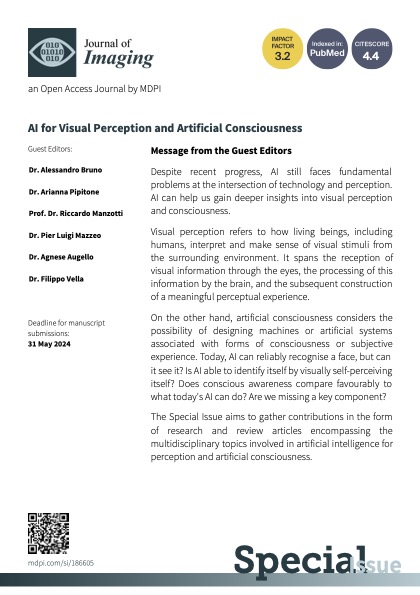 010
01010
010
Journal of
Imaging
IMPACT
FACTOR
3.2
Indexed in:
PubMed
CITESCORE
4.4
an Open Access Journal by MDPI
AI for Visual Perception and Artificial Consciousness
Guest Editors:
Dr. Alessandro Bruno
Dr. Arianna Pipitone
Prof. Dr. Riccardo Manzotti
Dr. Pier Luigi Mazzeo
Dr. Agnese Augello
Dr. Filippo Vella
Deadline for manuscript
submissions:
31 May 2024
Message from the Guest Editors
Despite recent progress, AI still faces fundamental
problems at the intersection of technology and perception.
AI can help us gain deeper insights into visual perception
and consciousness.
Visual perception refers to how living beings, including
humans, interpret and make sense of visual stimuli from
the surrounding environment. It spans the reception of
visual information through the eyes, the processing of this
information by the brain, and the subsequent construction
of a meaningful perceptual experience.
On the other hand, artificial consciousness considers the
possibility of designing machines or artificial systems
associated with forms of consciousness or subjective
experience. Today, AI can reliably recognise a face, but can
it see it? Is AI able to identify itself by visually self-perceiving
itself? Does conscious awareness compare favourably to
what today's AI can do? Are we missing a key component?
The Special Issue aims to gather contributions in the form
of research and review articles encompassing the
multidisciplinary topics involved in artificial intelligence for
perception and artificial consciousness.
mdpi.com/si/186605
Special
Issue